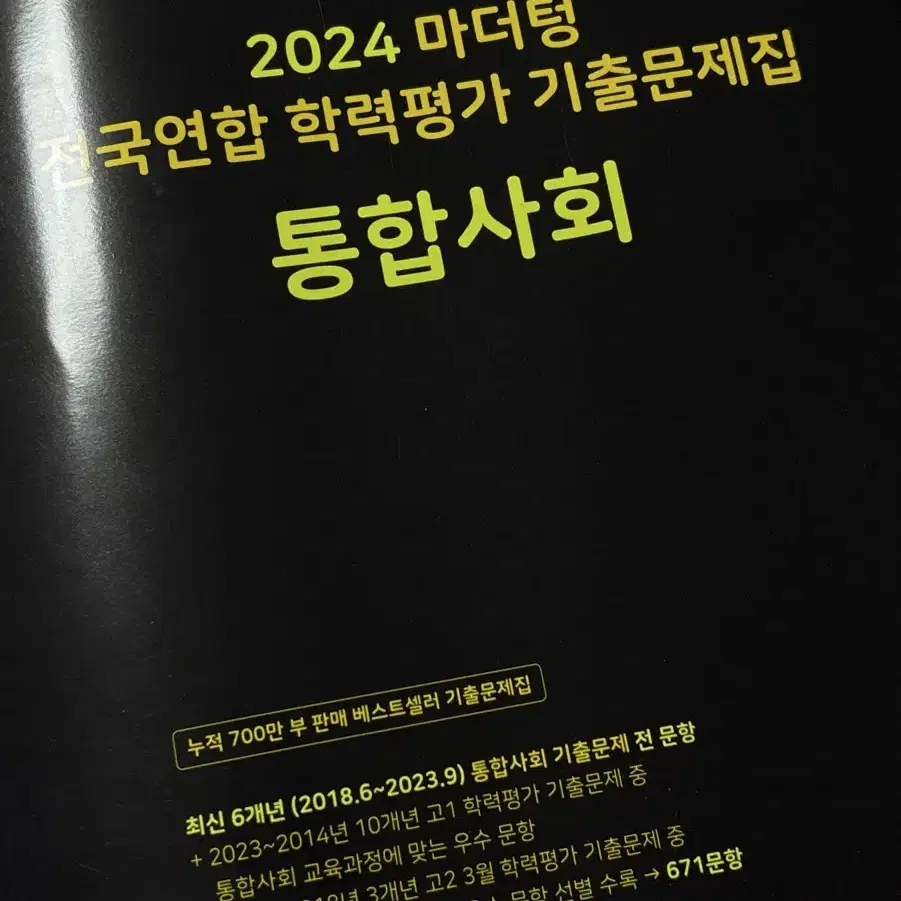 2024 마더텅
전국연합 학력평가 기출문제집
통합사회
누적 700만 부 판매 베스트셀러 기출문제집
최신 6개년 (2018.6~2023.9) 통합사회 기출문제 전 문항
+ 2023~2014년 10개년 고1 학력평가 기출문제 중
통합사회 교육과정에 맞는 우수 문항
3개년 고2 3월 학력평가 기출문제 중
문항 선별 수록 → 671문항